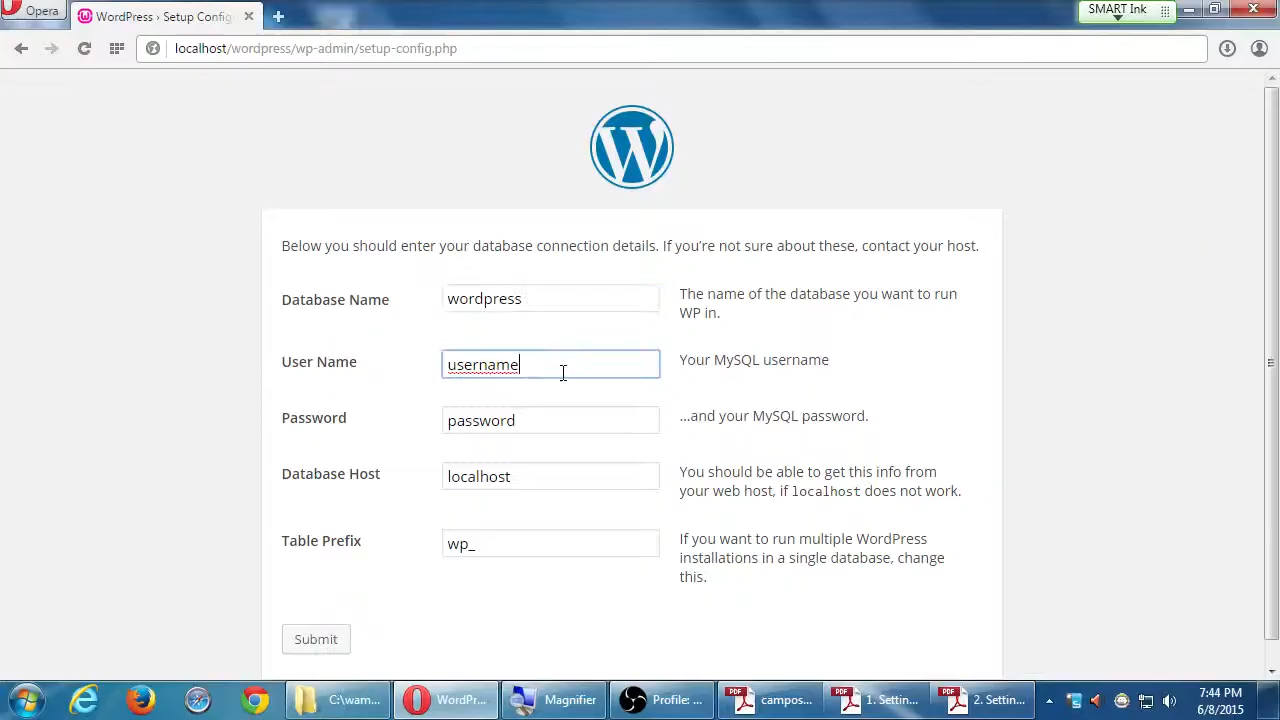 Opera
WordPress › Setup Config
SMART Ink
localhost/wordpress/wp-admin/setup-config.php
W
Below you should enter your database connection details. If you’re not sure about these, contact your host.
Database Name
wordpress
The name of the database you want to run
WP in.
User Name
username
Your MySQL username
Password
password
…and your MySQL password.
Database Host
localhost
You should be able to get this info from
your web host, if localhost does not work.
Table Prefix
wp_
If you want to run multiple WordPress
installations in a single database, change
this.
Submit
C:\wam...
WordPr...
Magnifier
Profile: ...
PDF
campos...
PDF
1. Settin...
PDF
2. Settin...
7:44 PM
6/8/2015